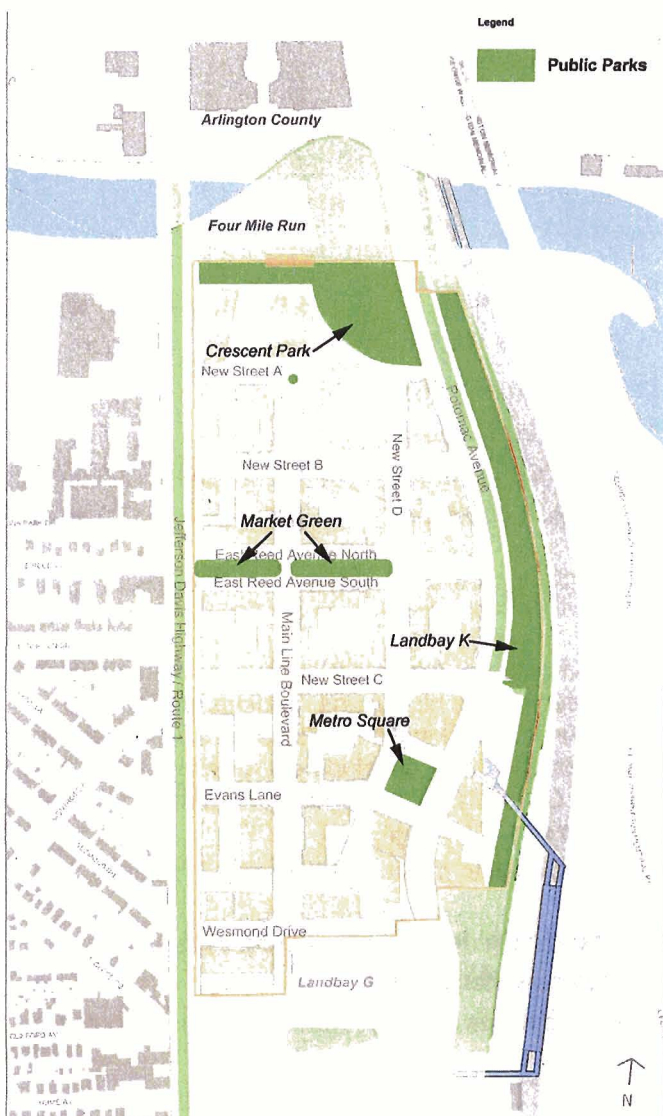 Legend
Public Parks
Arlington County
Four Mile Run
Crescent Park
New Street A
Potomac Avenue
New Street B
New Street D
Market Green
East Reed Avenue North
East Reed Avenue South
Jefferson Davis Highway / Route 1
Main Line Boulevard
Landbay K
New Street C
Metro Square
Evans Lane
Wesmond Drive
Landbay G
N